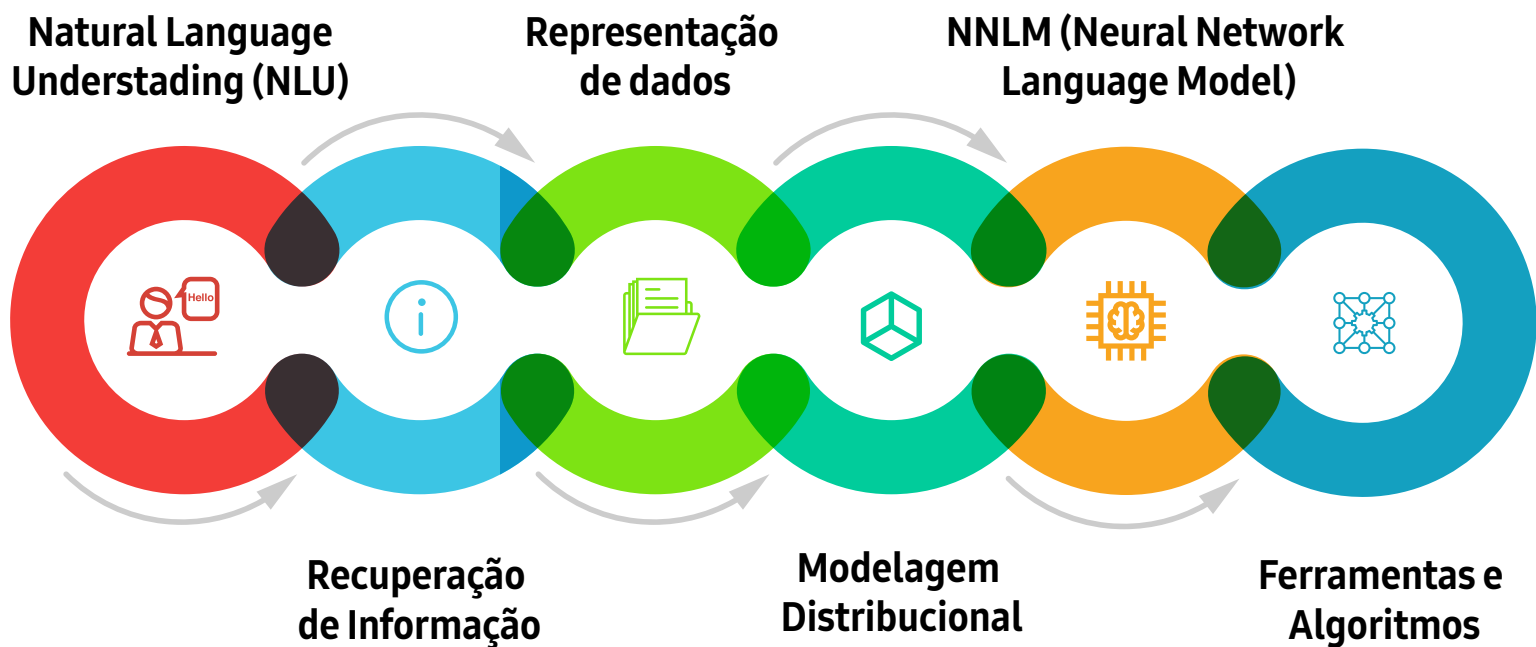 Natural Language
Understading (NLU)
Representação
de dados
NNLM (Neural Network
Language Model)
Hello
Recuperação
de Informação
Modelagem
Distribucional
Ferramentas e
Algoritmos